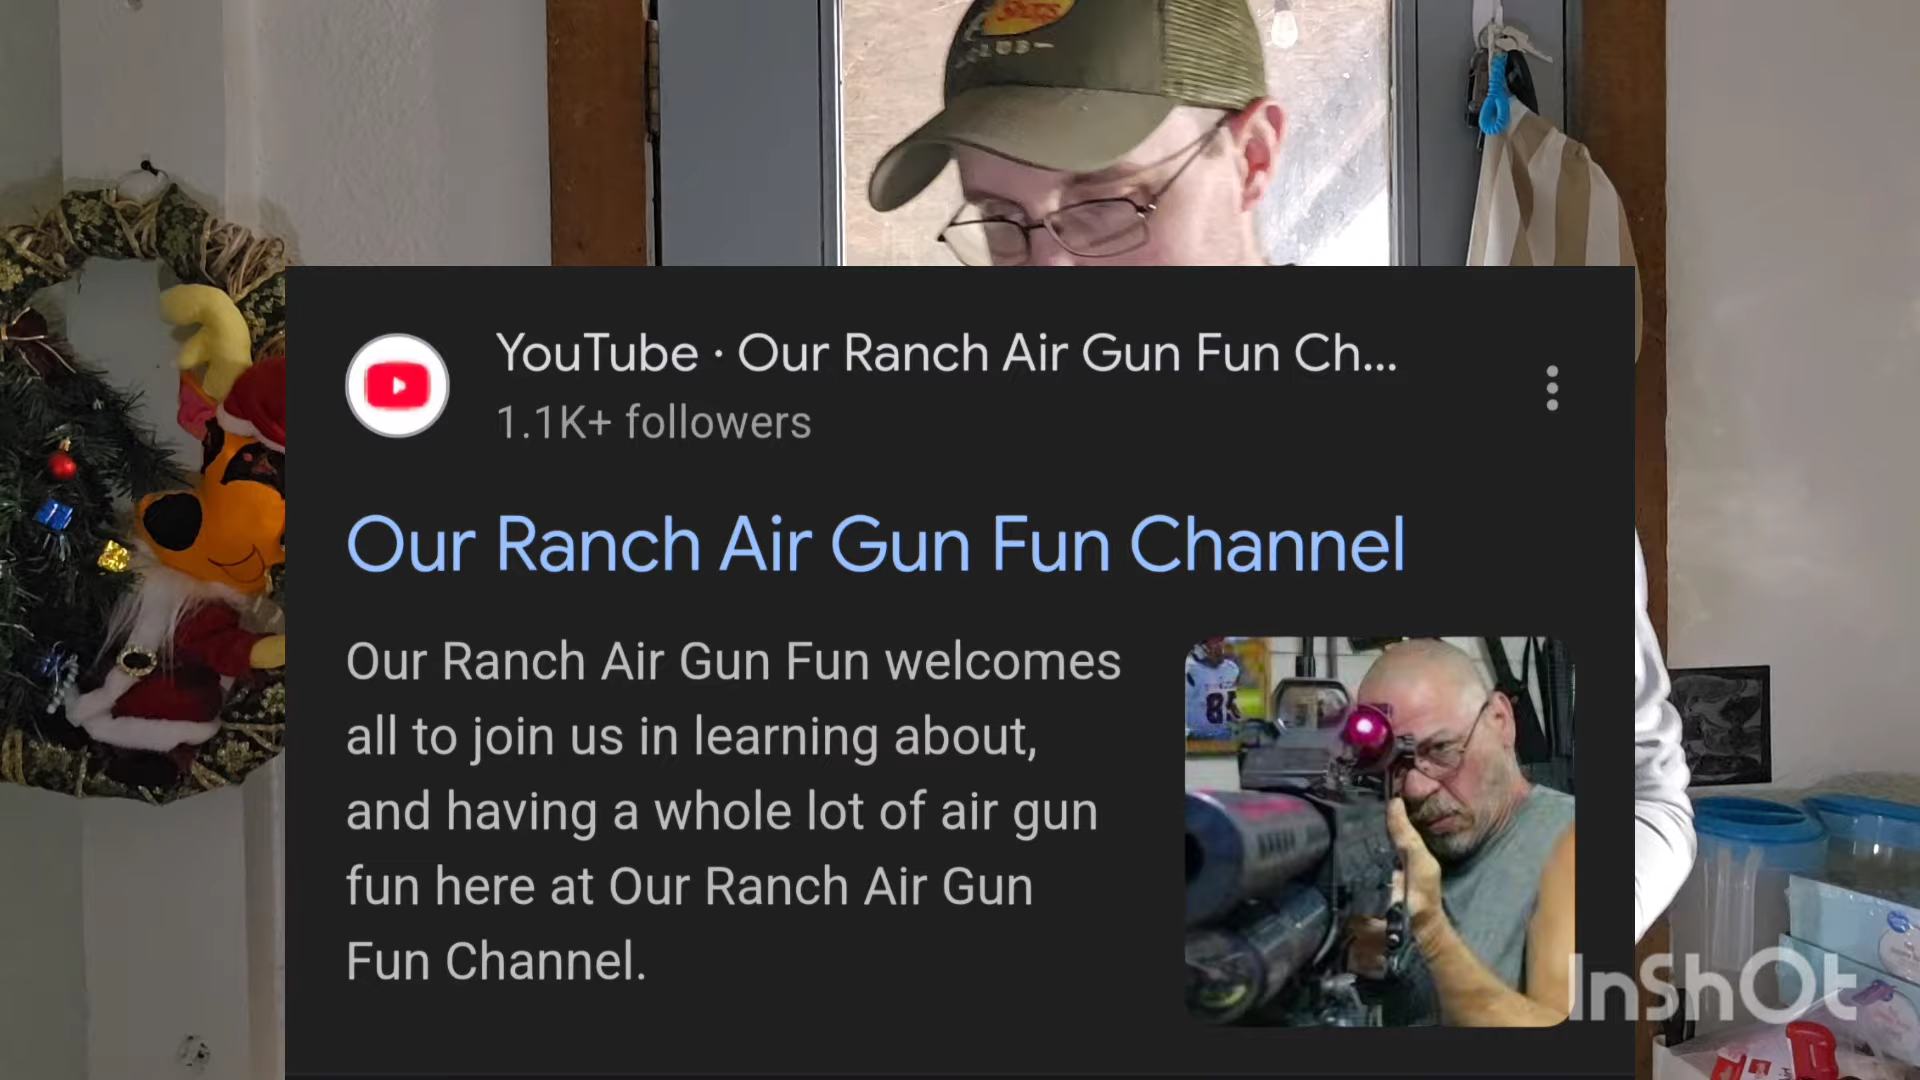 YouTube · Our Ranch Air Gun Fun Ch...
1.1K+ followers
Our Ranch Air Gun Fun Channel
Our Ranch Air Gun Fun welcomes
all to join us in learning about,
and having a whole lot of air gun
fun here at Our Ranch Air Gun
Fun Channel.
85
InShOt